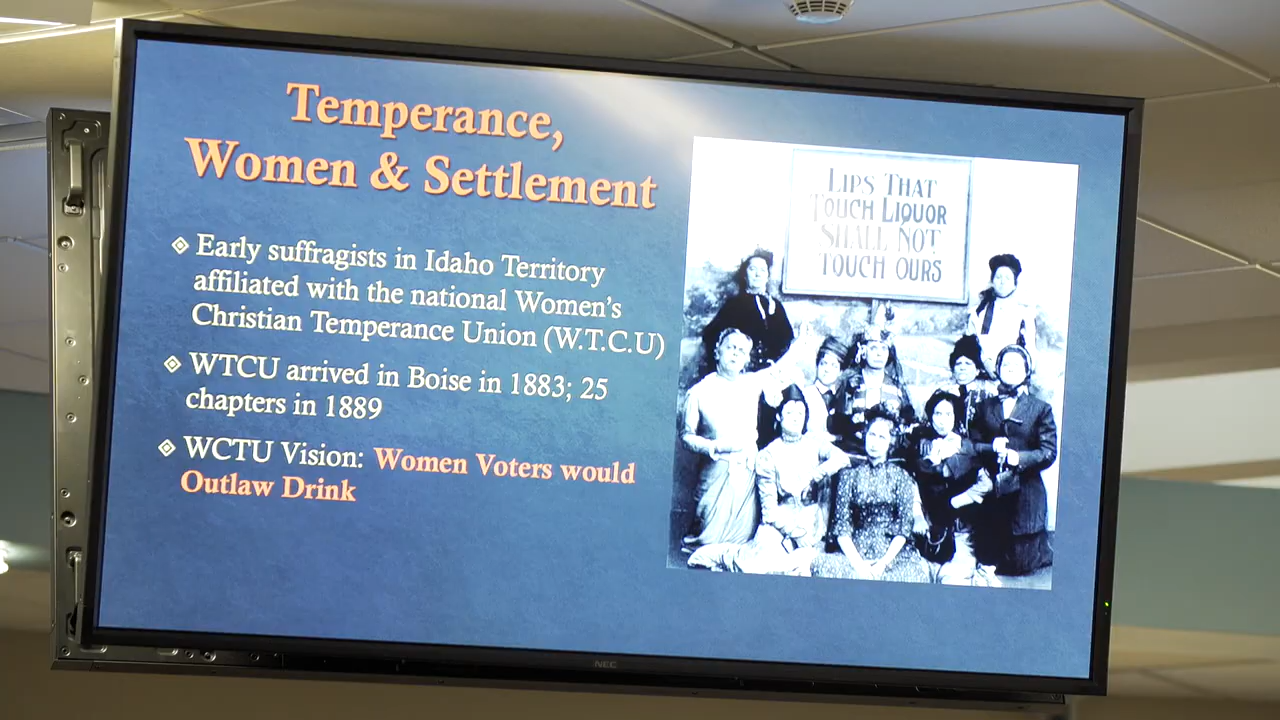 Temperance,
Women & Settlement
Early suffragists in Idaho Territory
affiliated with the national Women's
Christian Temperance Union (W.T.C.U)
WTCU arrived in Boise in 1883; 25
chapters in 1889
WCTU Vision: Women Voters would
Outlaw Drink
LIPS THAT
TOUCH LIQUOR
SHALL NOT
TOUCH OURS
NEC